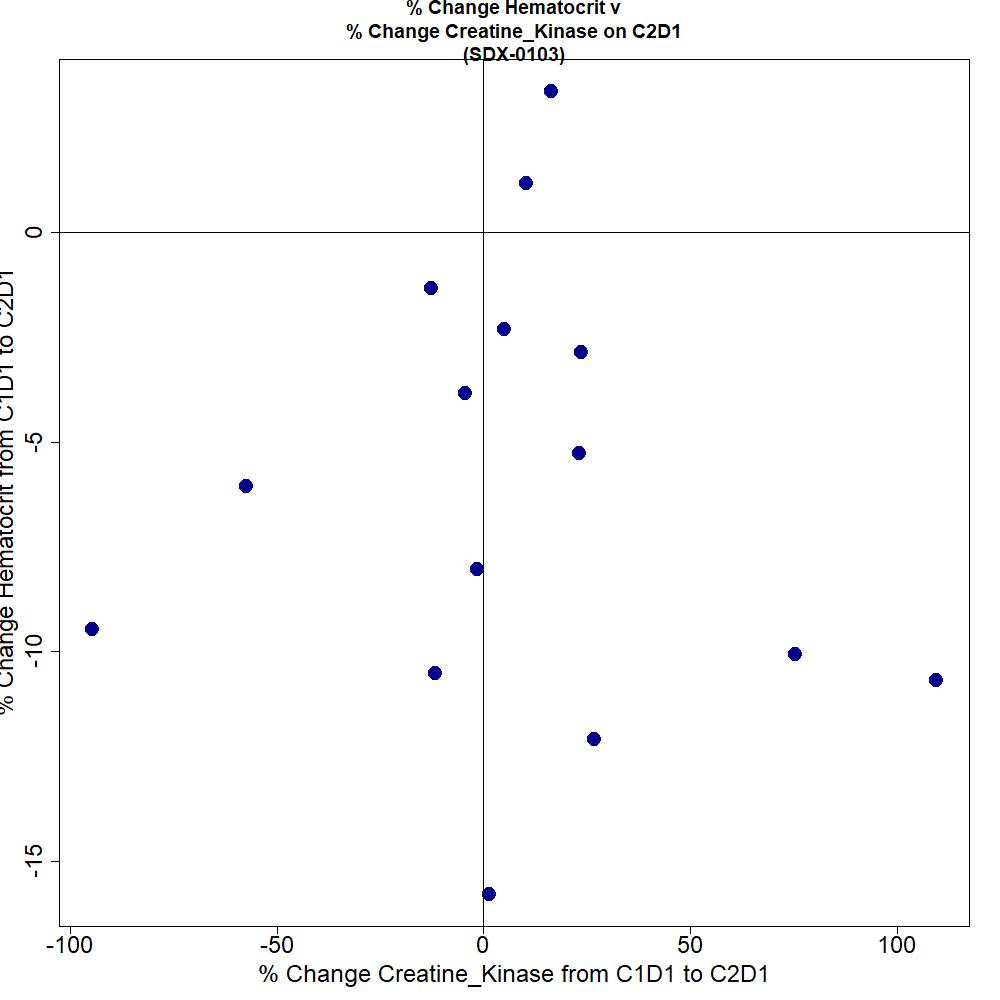 % Change Hematocrit v
% Change Creatine_Kinase on C2D1
(SDX-0103)
% Change Hematocrit from C1D1 to C2D1
0
-5
-10
-15
-100
-50
0
50
100
% Change Creatine_Kinase from C1D1 to C2D1